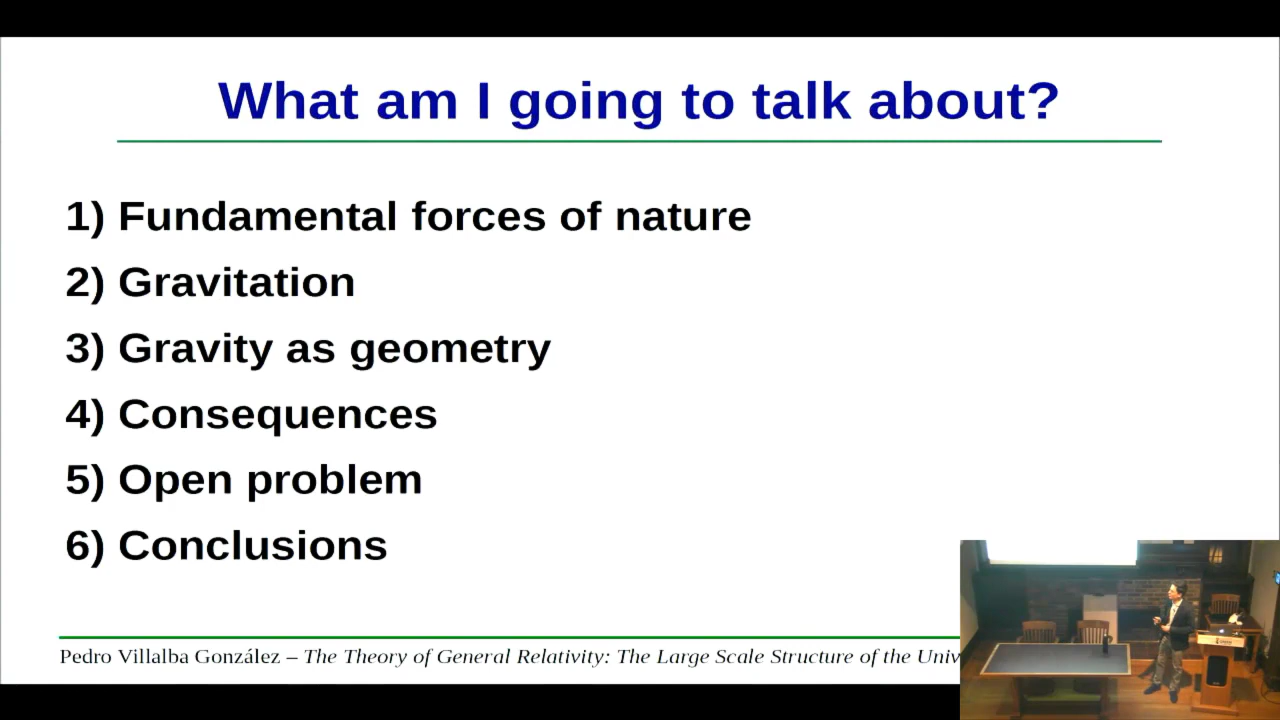 What am I going to talk about?
1) Fundamental forces of nature
2) Gravitation
3) Gravity as geometry
4) Consequences
5) Open problem
6) Conclusions
Pedro Villalba González – The Theory of General Relativity: The Large Scale Structure of the Univ